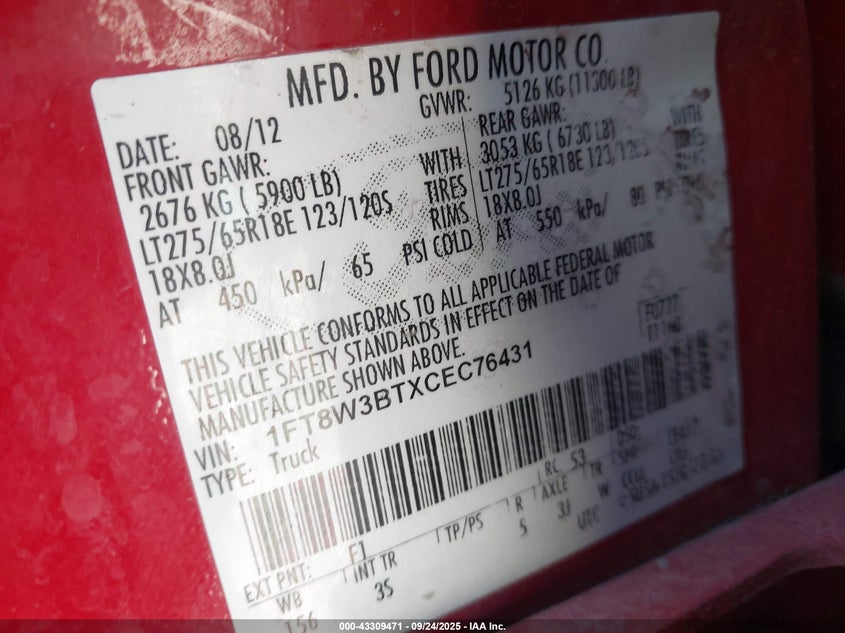 MFD. BY FORD MOTOR CO.
DATE: 08/12
GVWR: 5126 KG (11300 LB)
FRONT GAWR:
2676 KG ( 5900 LB) WITH
LT275/65R18E 123/120S TIRES
18X8.0J RIMS
AT 450 kPa/ 65 PSI COLD
REAR GAWR:
3053 KG ( 6730 LB) WITH
LT275/65R18E 123/120S TIRES
18X8.0J
AT 550 kPa/ 80
THIS VEHICLE CONFORMS TO ALL APPLICABLE FEDERAL MOTOR
VEHICLE SAFETY STANDARDS IN EFFECT ON THE DATE OF
MANUFACTURE SHOWN ABOVE.
VIN: 1FT8W3BTXCEC76431
TYPE: Truck
RC: 53
EXT PNT: F1
WB INT TR TP/PS R AXLE TR
156 3S 5 3J W
000-43309471 - 09/24/2025 - IAA Inc.